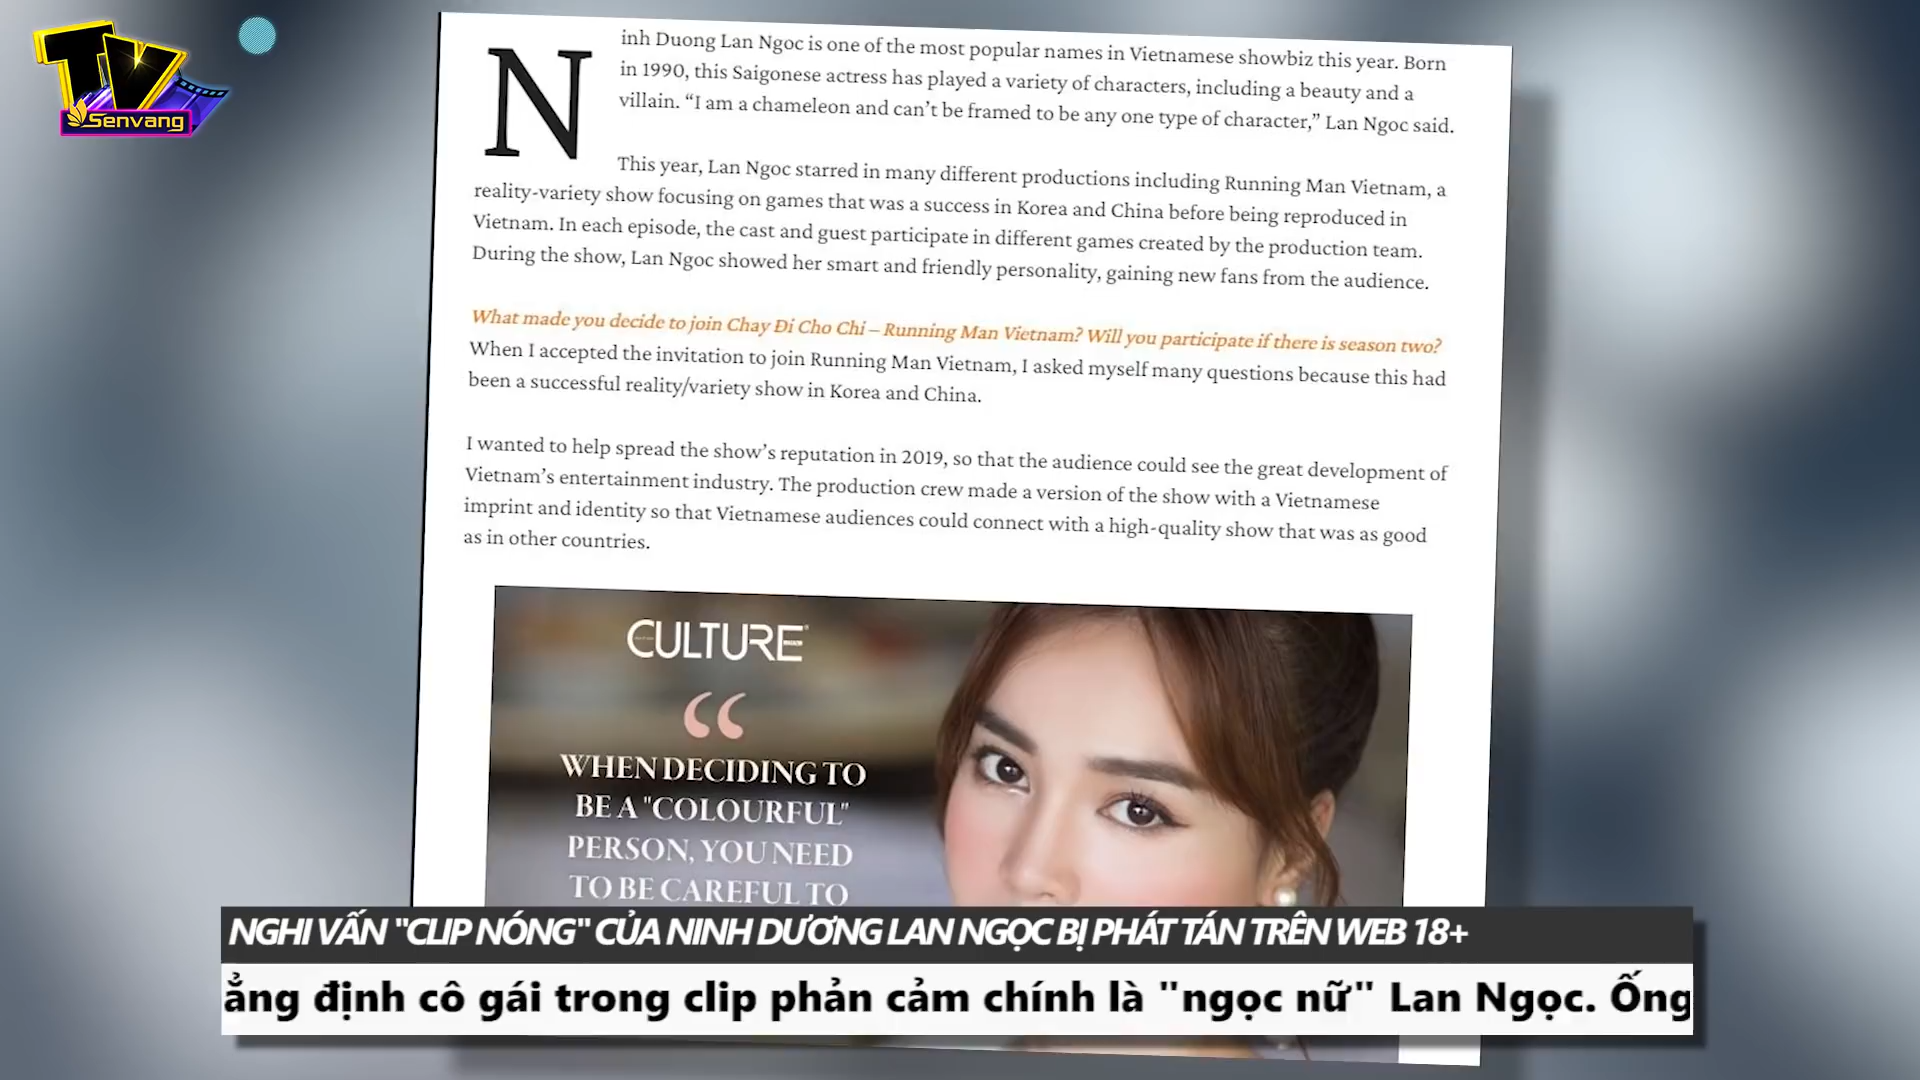 TV
Senvang
Ninh Duong Lan Ngoc is one of the most popular names in Vietnamese showbiz this year. Born
in 1990, this Saigonese actress has played a variety of characters, including a beauty and a
villain. “I am a chameleon and can’t be framed to be any one type of character,” Lan Ngoc said.
This year, Lan Ngoc starred in many different productions including Running Man Vietnam, a
reality-variety show focusing on games that was a success in Korea and China before being reproduced in
Vietnam. In each episode, the cast and guest participate in different games created by the production team.
During the show, Lan Ngoc showed her smart and friendly personality, gaining new fans from the audience.
What made you decide to join Chay Đi Cho Chi – Running Man Vietnam? Will you participate if there is season two?
When I accepted the invitation to join Running Man Vietnam, I asked myself many questions because this had
been a successful reality/variety show in Korea and China.
I wanted to help spread the show’s reputation in 2019, so that the audience could see the great development of
Vietnam’s entertainment industry. The production crew made a version of the show with a Vietnamese
imprint and identity so that Vietnamese audiences could connect with a high-quality show that was as good
as in other countries.
CULTURE
“
WHEN DECIDING TO
BE A "COLOURFUL"
PERSON, YOU NEED
TO BE CAREFUL TO
NGHI VẤN "CLIP NÓNG" CỦA NINH DƯƠNG LAN NGỌC BỊ PHÁT TÁN TRÊN WEB 18+
ẳng định cô gái trong clip phản cảm chính là "ngọc nữ" Lan Ngọc. Ống